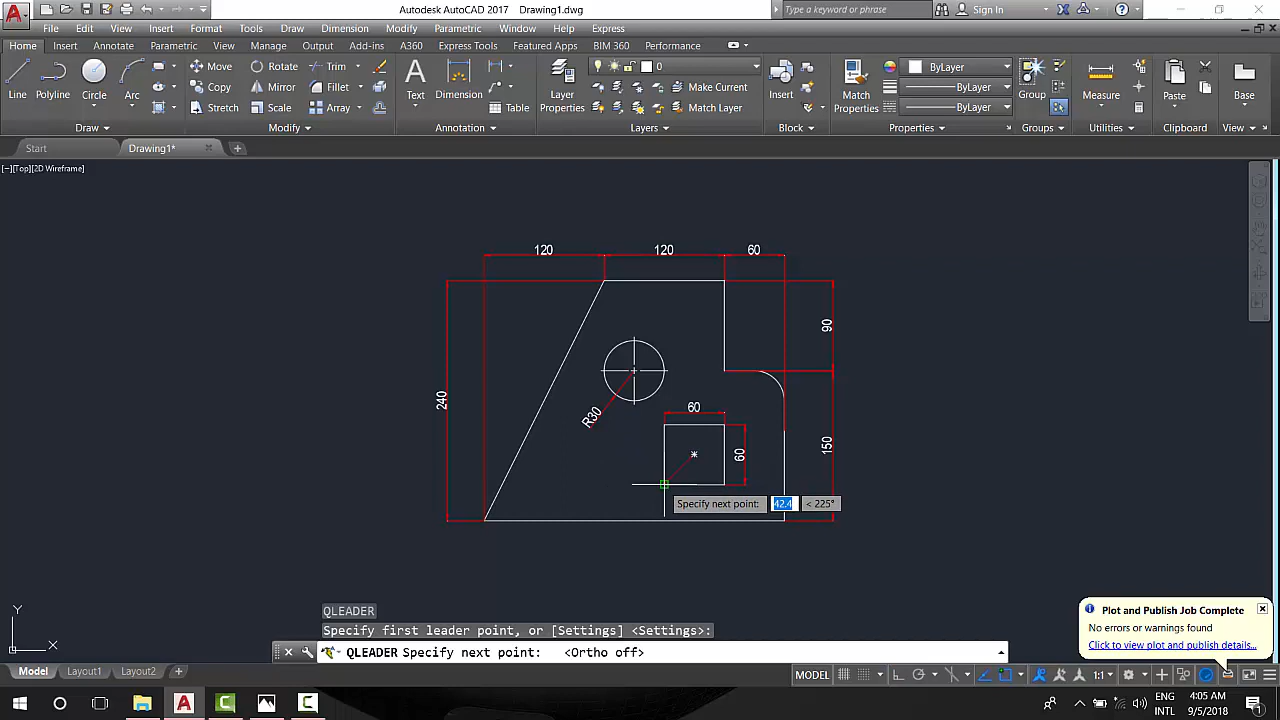 Autodesk AutoCAD 2017 Drawing1.dwg
Type a keyword or phrase
Sign In
File Edit View Insert Format Tools Draw Dimension Modify Parametric Window Help Express
Home Insert Annotate Parametric View Manage Output Add-ins A360 Express Tools Featured Apps BIM 360 Performance
Move Rotate Trim
Copy Mirror Fillet
Stretch Scale Array
Line Polyline Circle Arc
Text Dimension
Table
Layer Properties
0
Make Current
Match Layer
Insert
Match Properties
ByLayer
ByLayer
ByLayer
Group
Measure
Paste
Base
Draw Modify Annotation Layers Block Properties Groups Utilities Clipboard View
Start Drawing1*
[−][Top][2D Wireframe]
120 120 60
90
240
R30
60
60
150
Specify next point: 42.4 < 225°
Y
X
QLEADER
Specify first leader point, or [Settings] <Settings>:
QLEADER Specify next point: <Ortho off>
Plot and Publish Job Complete
No errors or warnings found
Click to view plot and publish details...
Model Layout1 Layout2
MODEL 1:1
ENG
INTL
4:05 AM
9/5/2018